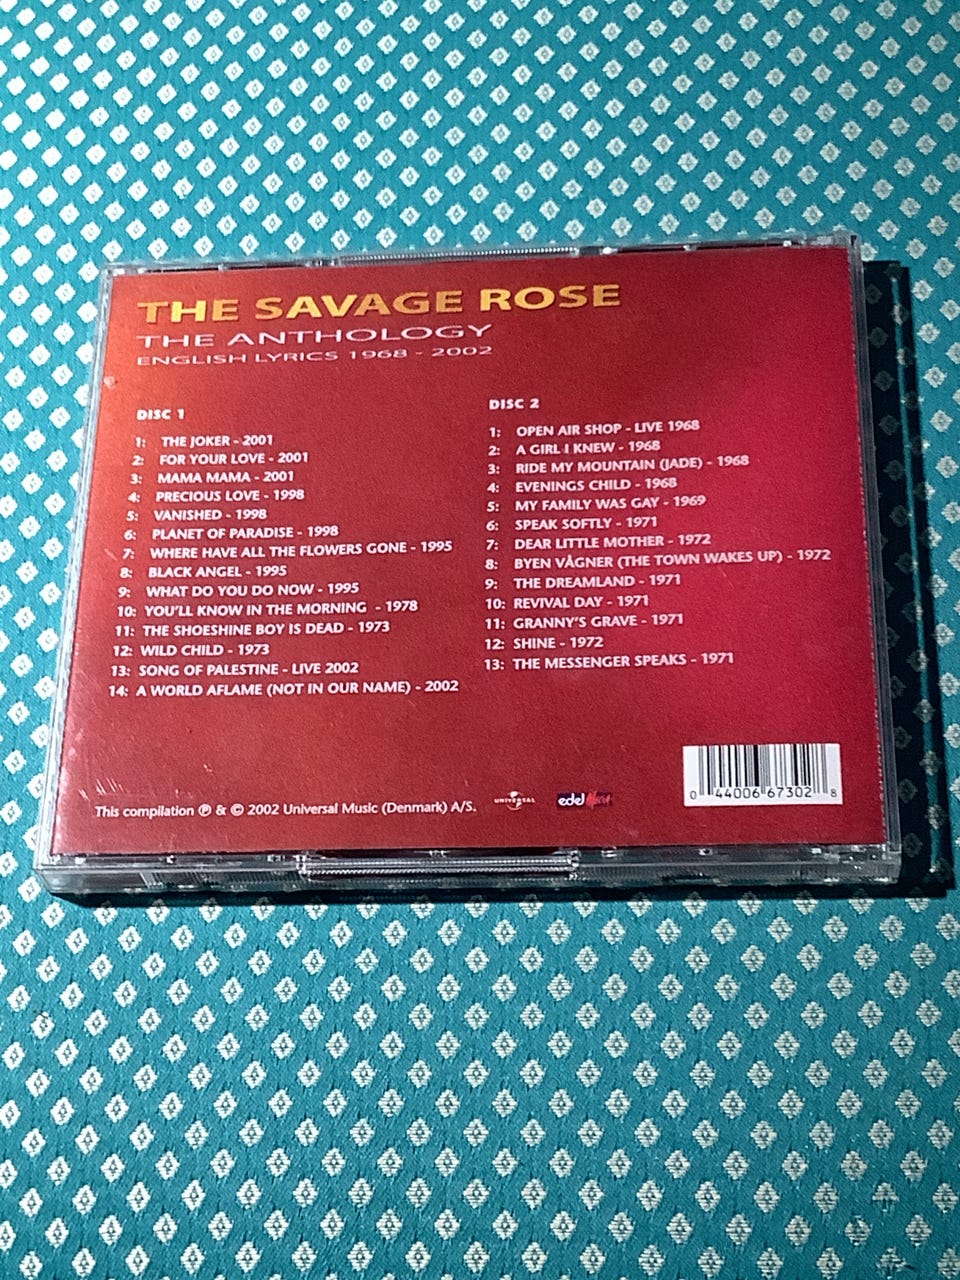 THE SAVAGE ROSE
THE ANTHOLOGY
ENGLISH LYRICS 1968 - 2002
DISC 1
1: THE JOKER - 2001
2: FOR YOUR LOVE - 2001
3: MAMA MAMA - 2001
4: PRECIOUS LOVE - 1998
5: VANISHED - 1998
6: PLANET OF PARADISE - 1998
7: WHERE HAVE ALL THE FLOWERS GONE - 1995
8: BLACK ANGEL - 1995
9: WHAT DO YOU DO NOW - 1995
10: YOU'LL KNOW IN THE MORNING - 1978
11: THE SHOESHINE BOY IS DEAD - 1973
12: WILD CHILD - 1973
13: SONG OF PALESTINE - LIVE 2002
14: A WORLD AFLAME (NOT IN OUR NAME) - 2002
DISC 2
1: OPEN AIR SHOP - LIVE 1968
2: A GIRL I KNEW - 1968
3: RIDE MY MOUNTAIN (JADE) - 1968
4: EVENINGS CHILD - 1968
5: MY FAMILY WAS GAY - 1969
6: SPEAK SOFTLY - 1971
7: DEAR LITTLE MOTHER - 1972
8: BYEN VÅGNER (THE TOWN WAKES UP) - 1972
9: THE DREAMLAND - 1971
10: REVIVAL DAY - 1971
11: GRANNY'S GRAVE - 1971
12: SHINE - 1972
13: THE MESSENGER SPEAKS - 1971
This compilation ℗ & © 2002 Universal Music (Denmark) A/S.
UNIVERSAL
edel
0 44006 67302 8